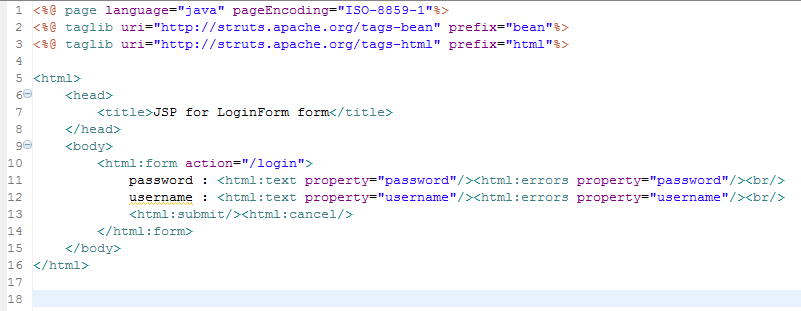 1 <%@ page language="java" pageEncoding="ISO-8859-1"%>
2 <%@ taglib uri="http://struts.apache.org/tags-bean" prefix="bean"%>
3 <%@ taglib uri="http://struts.apache.org/tags-html" prefix="html"%>
4
5 <html>
6     <head>
7         <title>JSP for LoginForm form</title>
8     </head>
9     <body>
10         <html:form action="/login">
11             password : <html:text property="password"/><html:errors property="password"/><br/>
12             username : <html:text property="username"/><html:errors property="username"/><br/>
13             <html:submit/><html:cancel/>
14         </html:form>
15     </body>
16 </html>
17
18